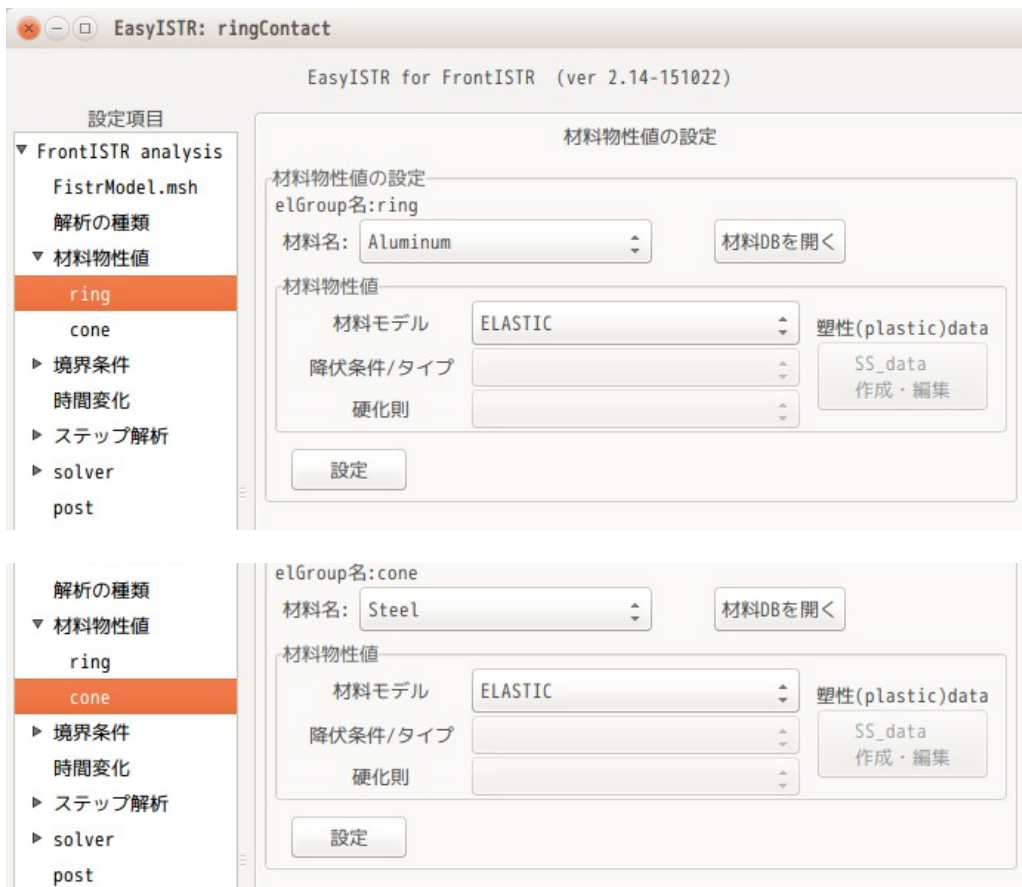 EasyISTR: ringContact
EasyISTR for FrontISTR (ver 2.14-151022)
設定項目
FrontISTR analysis
FistrModel.msh
解析の種類
材料物性値
ring
cone
境界条件
時間変化
ステップ解析
solver
post
材料物性値の設定
材料物性値の設定
elGroup名:ring
材料名: Aluminum 材料DBを開く
材料物性値
材料モデル ELASTIC 塑性(plastic)data
降伏条件/タイプ SS_data
作成・編集
硬化則
設定
解析の種類
材料物性値
ring
cone
境界条件
時間変化
ステップ解析
solver
post
elGroup名:cone
材料名: Steel 材料DBを開く
材料物性値
材料モデル ELASTIC 塑性(plastic)data
降伏条件/タイプ SS_data
作成・編集
硬化則
設定